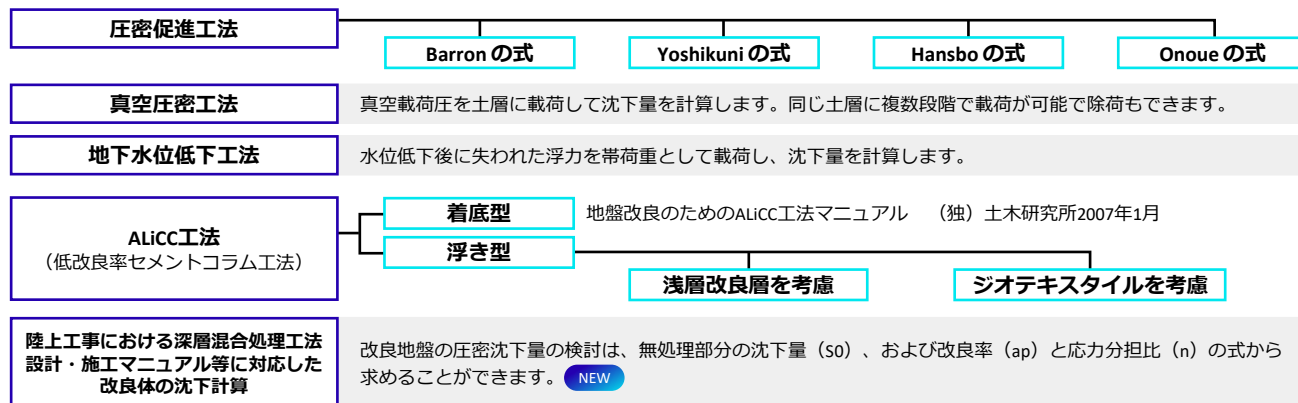 圧密促進工法
Barron の式
Yoshikuni の式
Hansbo の式
Onoue の式
真空圧密工法
真空載荷圧を土層に載荷して沈下量を計算します。同じ土層に複数段階で載荷が可能で除荷もできます。
地下水位低下工法
水位低下後に失われた浮力を帯荷重として載荷し、沈下量を計算します。
ALiCC工法
（低改良率セメントコラム工法）
着底型
地盤改良のためのALiCC工法マニュアル　（独）土木研究所2007年1月
浮き型
浅層改良層を考慮
ジオテキスタイルを考慮
陸上工事における深層混合処理工法
設計・施工マニュアル等に対応した
改良体の沈下計算
改良地盤の圧密沈下量の検討は、無処理部分の沈下量（S0）、および改良率（ap）と応力分担比（n）の式から
求めることができます。 NEW